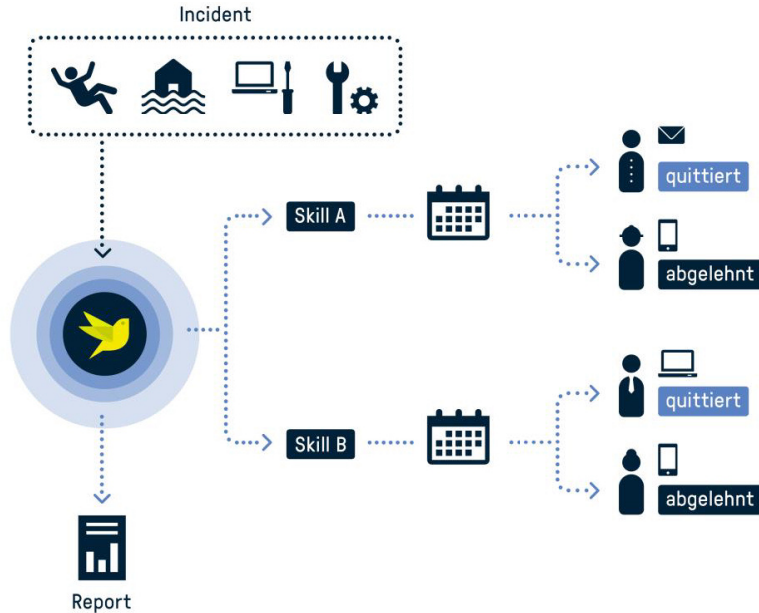 Incident
Skill A
quittiert
abgelehnt
Skill B
quittiert
abgelehnt
Report